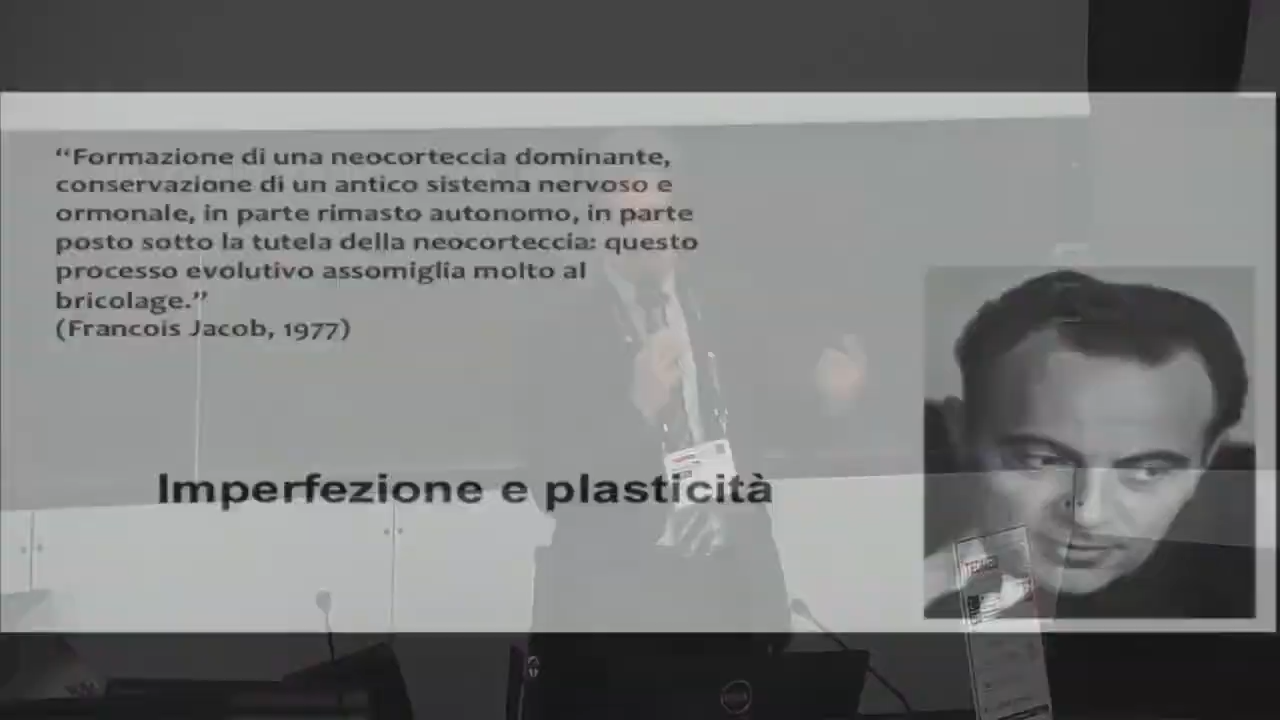 “Formazione di una neocorteccia dominante,
conservazione di un antico sistema nervoso e
ormonale, in parte rimasto autonomo, in parte
posto sotto la tutela della neocorteccia: questo
processo evolutivo assomiglia molto al
bricolage.”
(Francois Jacob, 1977)
Imperfezione e plasticità